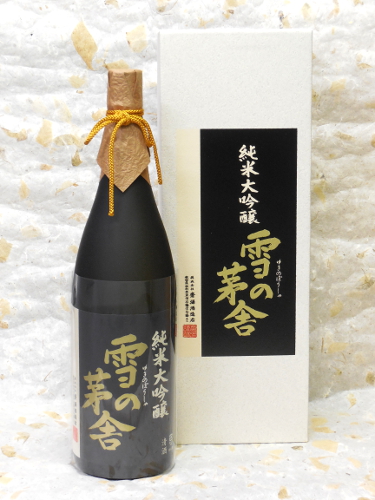 純米大吟醸
雪の茅舎
ゆきのぼうしゃ
純米大吟醸
雪の茅舎
ゆきのぼうしゃ
清酒